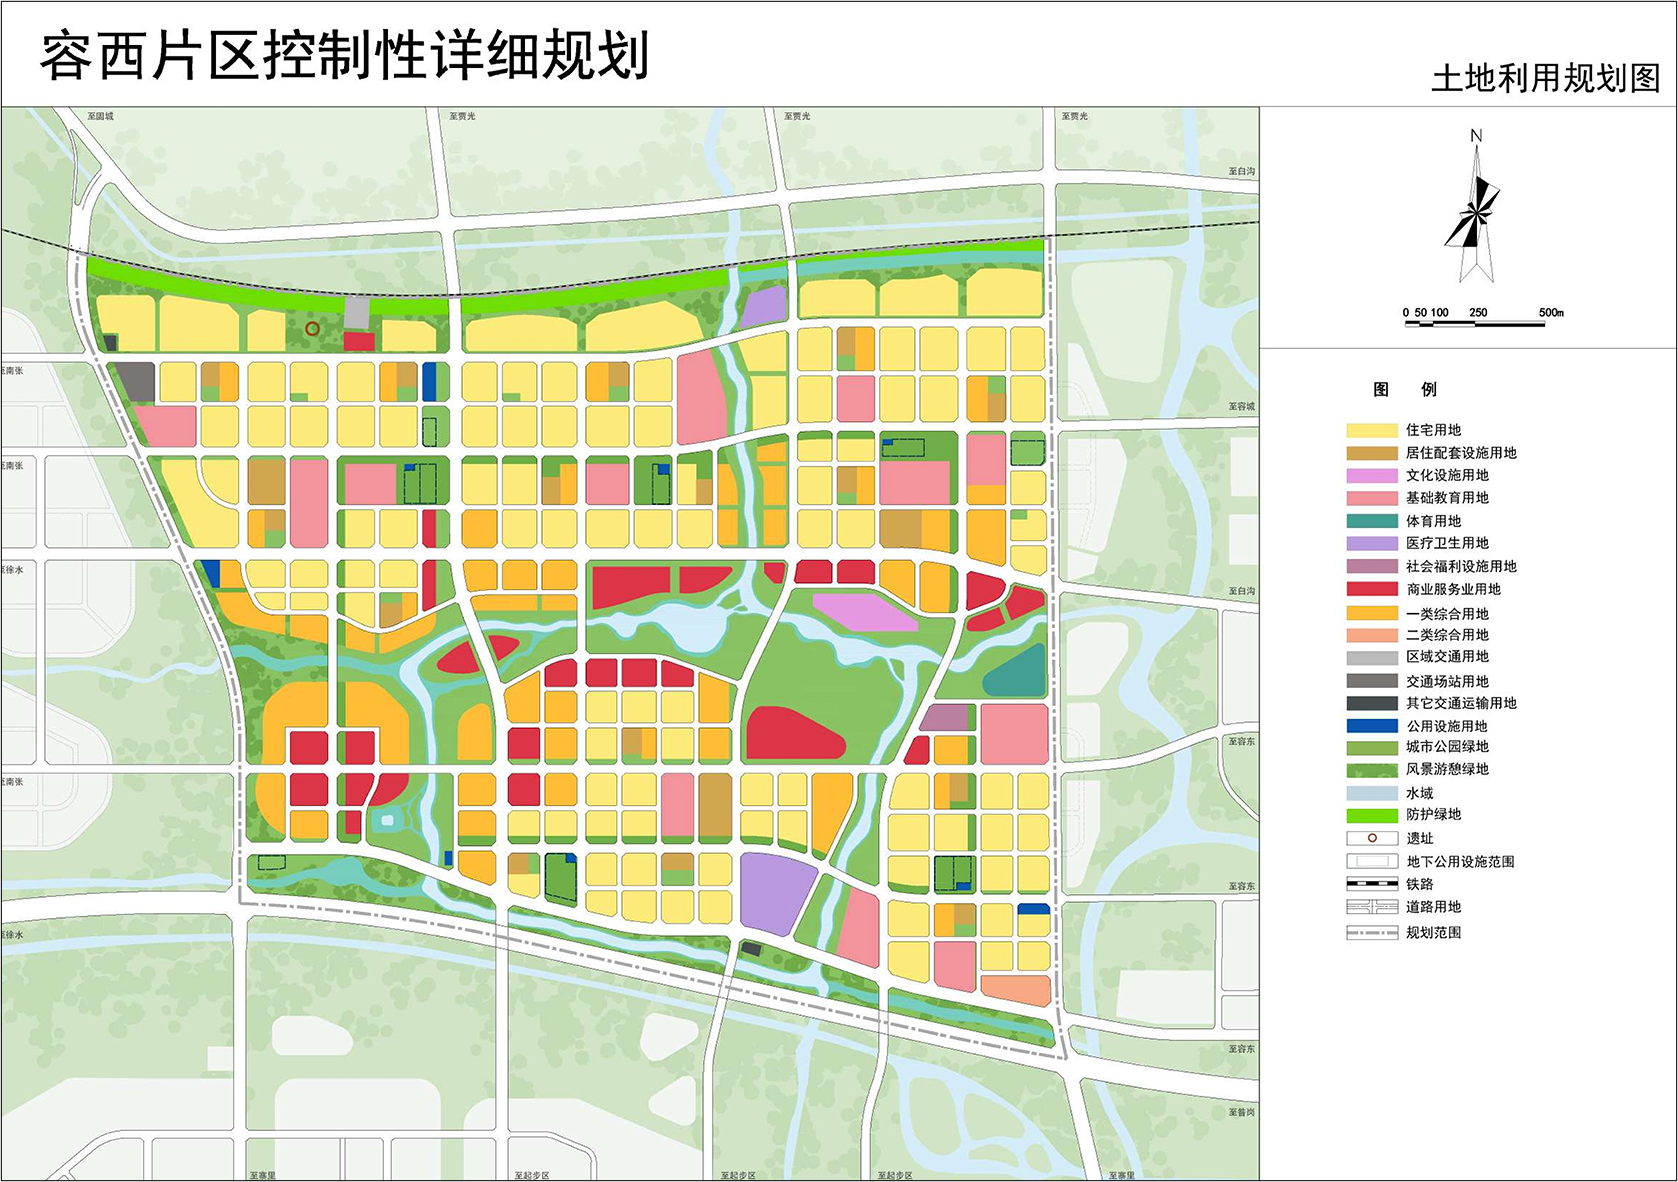 容西片区控制性详细规划
土地利用规划图
至固城
至贾光
至贾光
至贾光
至白沟
至南张
至容城
至南张
至徐水
至白沟
至容东
至南张
至容东
至徐水
至容东
至昝岗
至寨里
至起步区
至起步区
至起步区
至寨里
N
0 50 100 250 500m
图 例
住宅用地
居住配套设施用地
文化设施用地
基础教育用地
体育用地
医疗卫生用地
社会福利设施用地
商业服务业用地
一类综合用地
二类综合用地
区域交通用地
交通场站用地
其它交通运输用地
公用设施用地
城市公园绿地
风景游憩绿地
水域
防护绿地
遗址
地下公用设施范围
铁路
道路用地
规划范围